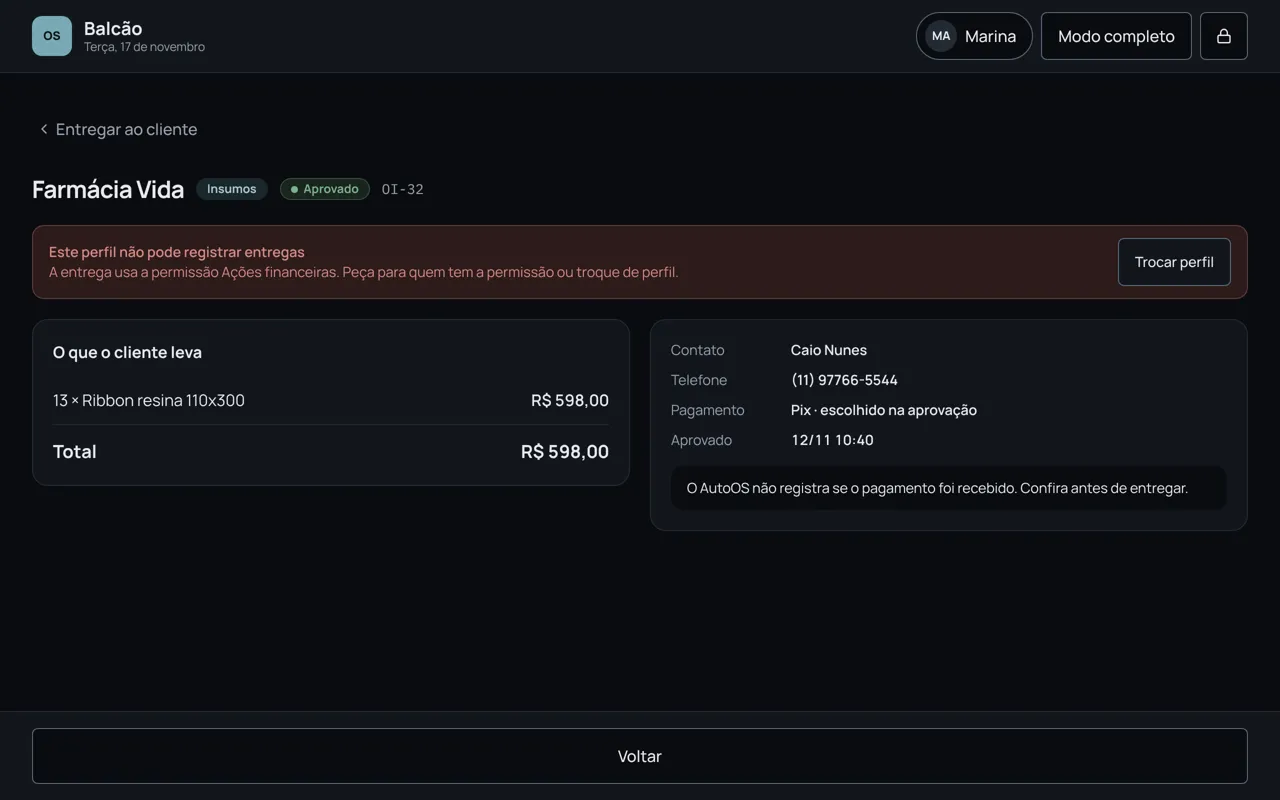 OS
Balcão
Terça, 17 de novembro
MA
Marina
Modo completo
Entregar ao cliente
Farmácia Vida
Insumos
Aprovado
OI-32
Este perfil não pode registrar entregas
A entrega usa a permissão Ações financeiras. Peça para quem tem a permissão ou troque de perfil.
Trocar perfil
O que o cliente leva
13 × Ribbon resina 110x300 R$ 598,00
Total R$ 598,00
Contato Caio Nunes
Telefone (11) 97766-5544
Pagamento Pix · escolhido na aprovação
Aprovado 12/11 10:40
O AutoOS não registra se o pagamento foi recebido. Confira antes de entregar.
Voltar